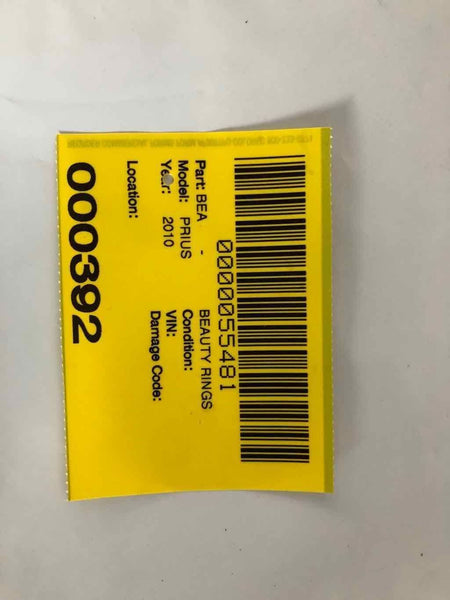 0000055481
Part: BEA - BEAUTY RINGS
Model: PRIUS Condition:
Year: 2010 VIN:
Damage Code:
Location:
000392